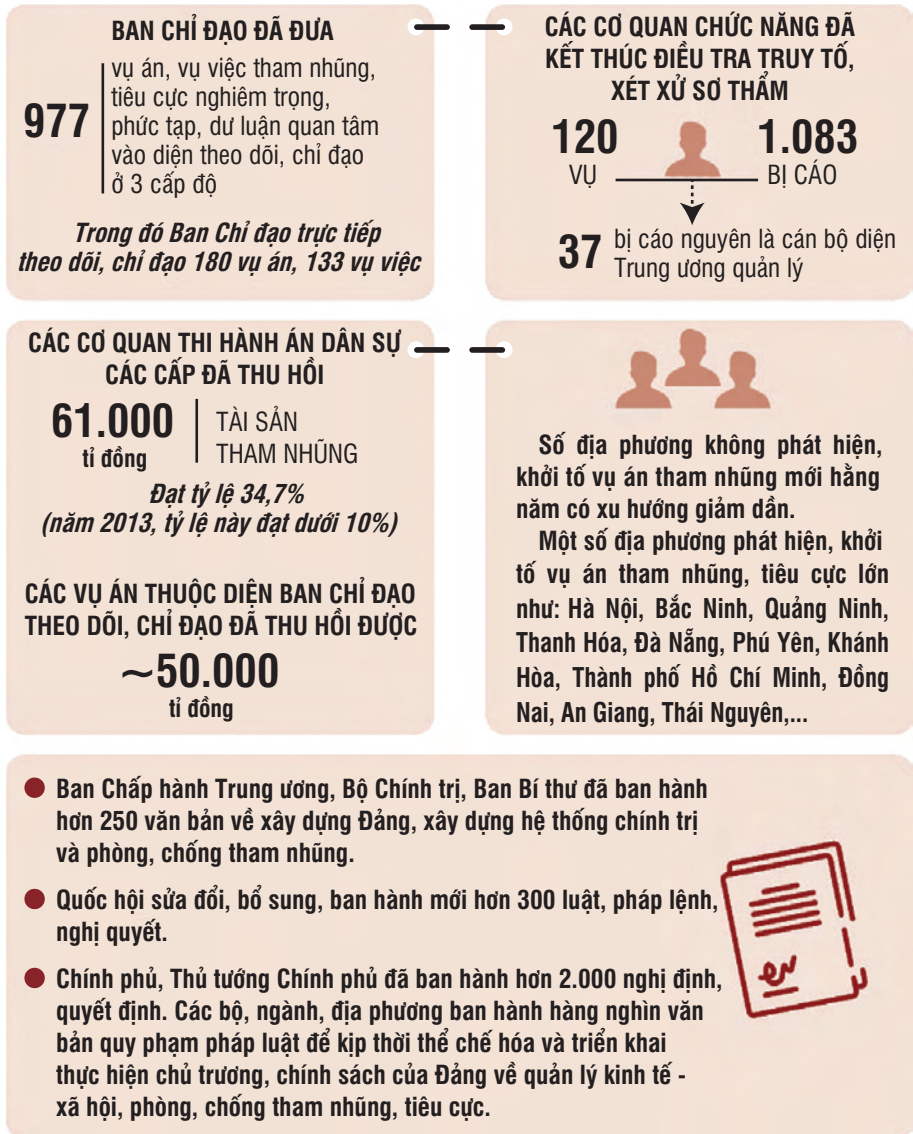 BAN CHỈ ĐẠO ĐÃ ĐƯA
977
vụ án, vụ việc tham nhũng,
tiêu cực nghiêm trọng,
phức tạp, dư luận quan tâm
vào diện theo dõi, chỉ đạo
ở 3 cấp độ
Trong đó Ban Chỉ đạo trực tiếp
theo dõi, chỉ đạo 180 vụ án, 133 vụ việc
CÁC CƠ QUAN CHỨC NĂNG ĐÃ
KẾT THÚC ĐIỀU TRA TRUY TỐ,
XÉT XỬ SƠ THẨM
120
VỤ
1.083
BỊ CÁO
37
bị cáo nguyên là cán bộ diện
Trung ương quản lý
CÁC CƠ QUAN THI HÀNH ÁN DÂN SỰ
CÁC CẤP ĐÃ THU HỒI
61.000
tỉ đồng
TÀI SẢN
THAM NHŨNG
Đạt tỷ lệ 34,7%
(năm 2013, tỷ lệ này đạt dưới 10%)
CÁC VỤ ÁN THUỘC DIỆN BAN CHỈ ĐẠO
THEO DÕI, CHỈ ĐẠO ĐÃ THU HỒI ĐƯỢC
~50.000
tỉ đồng
Số địa phương không phát hiện,
khởi tố vụ án tham nhũng mới hằng
năm có xu hướng giảm dần.
Một số địa phương phát hiện, khởi
tố vụ án tham nhũng, tiêu cực lớn
như: Hà Nội, Bắc Ninh, Quảng Ninh,
Thanh Hóa, Đà Nẵng, Phú Yên, Khánh
Hòa, Thành phố Hồ Chí Minh, Đồng
Nai, An Giang, Thái Nguyên,...
● Ban Chấp hành Trung ương, Bộ Chính trị, Ban Bí thư đã ban hành
hơn 250 văn bản về xây dựng Đảng, xây dựng hệ thống chính trị
và phòng, chống tham nhũng.
● Quốc hội sửa đổi, bổ sung, ban hành mới hơn 300 luật, pháp lệnh,
nghị quyết.
● Chính phủ, Thủ tướng Chính phủ đã ban hành hơn 2.000 nghị định,
quyết định. Các bộ, ngành, địa phương ban hành hàng nghìn văn
bản quy phạm pháp luật để kịp thời thể chế hóa và triển khai
thực hiện chủ trương, chính sách của Đảng về quản lý kinh tế -
xã hội, phòng, chống tham nhũng, tiêu cực.